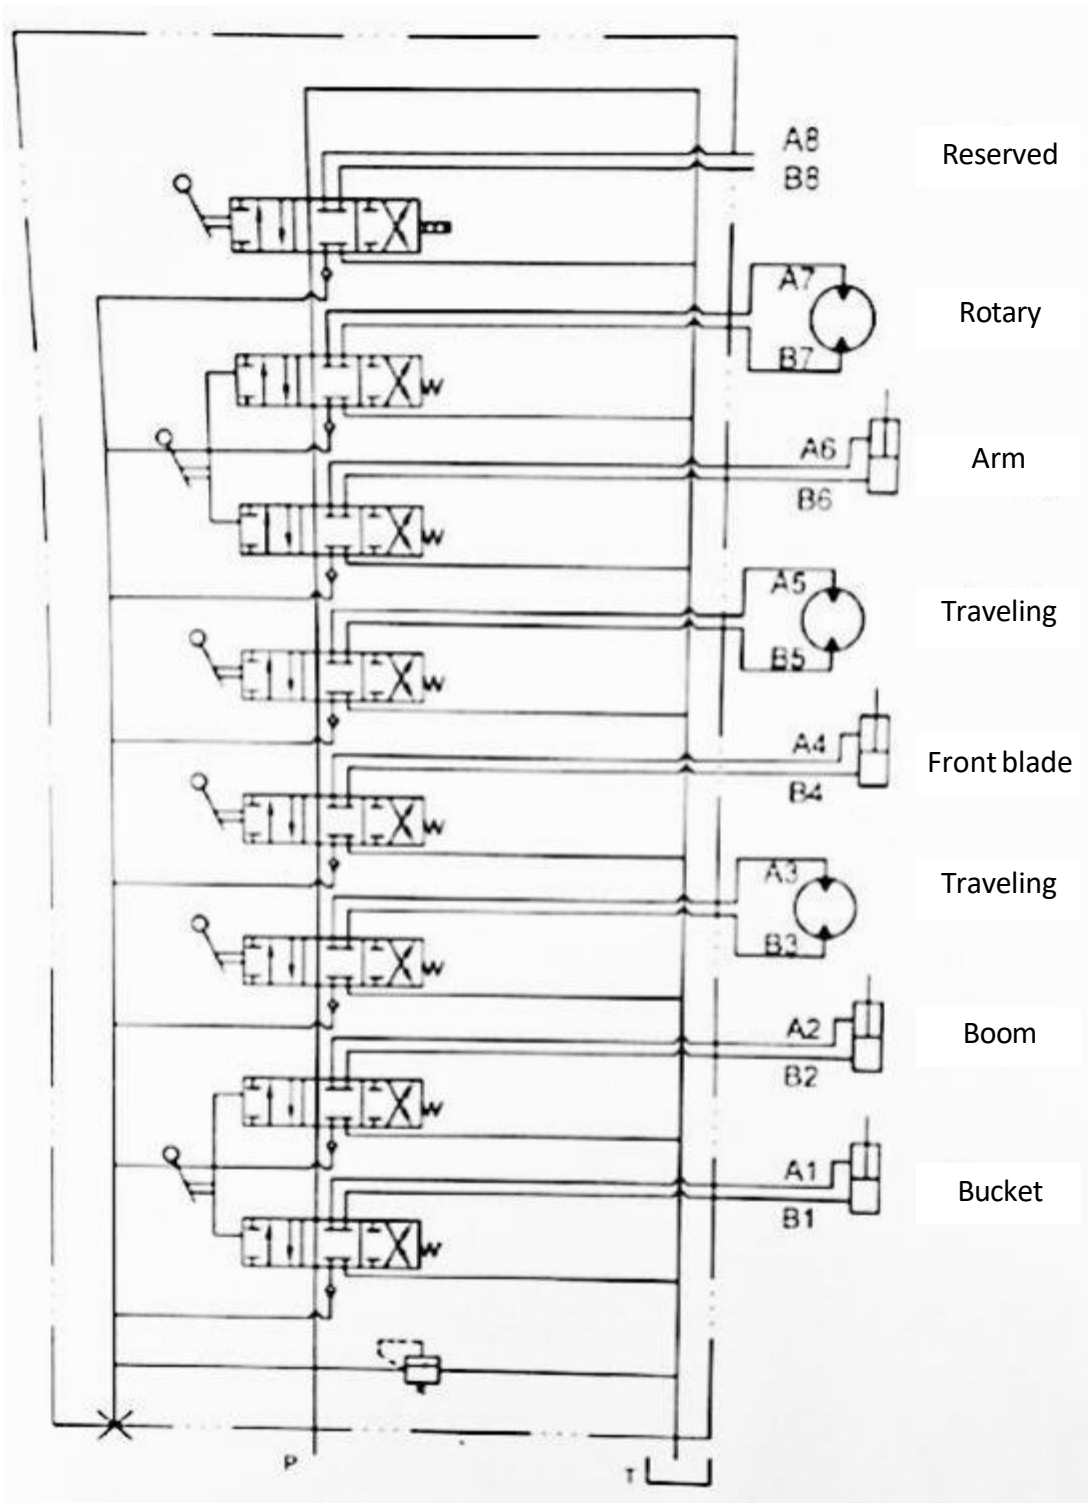 A8
B8
Reserved
A7
B7
Rotary
A6
B6
Arm
A5
B5
Traveling
A4
B4
Front blade
A3
B3
Traveling
A2
B2
Boom
A1
B1
Bucket
P
T